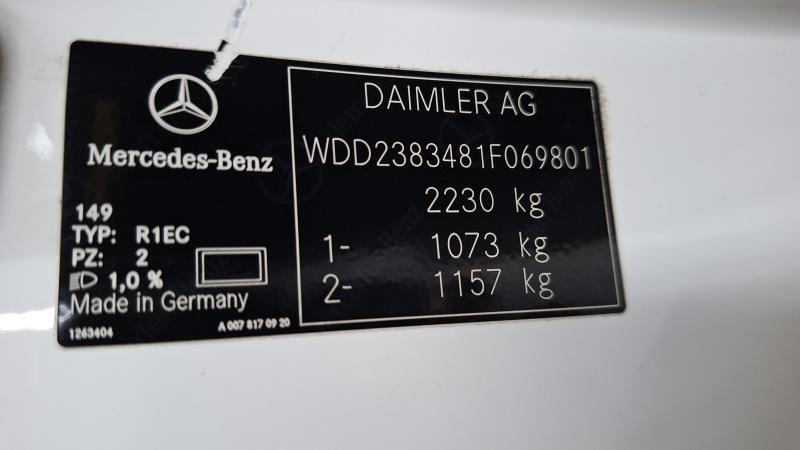 Mercedes-Benz
149
TYP: R1EC
PZ: 2
1,0 %
Made in Germany
1263404
A 007 817 09 20
DAIMLER AG
WDD2383481F069801
2230 kg
1- 1073 kg
2- 1157 kg